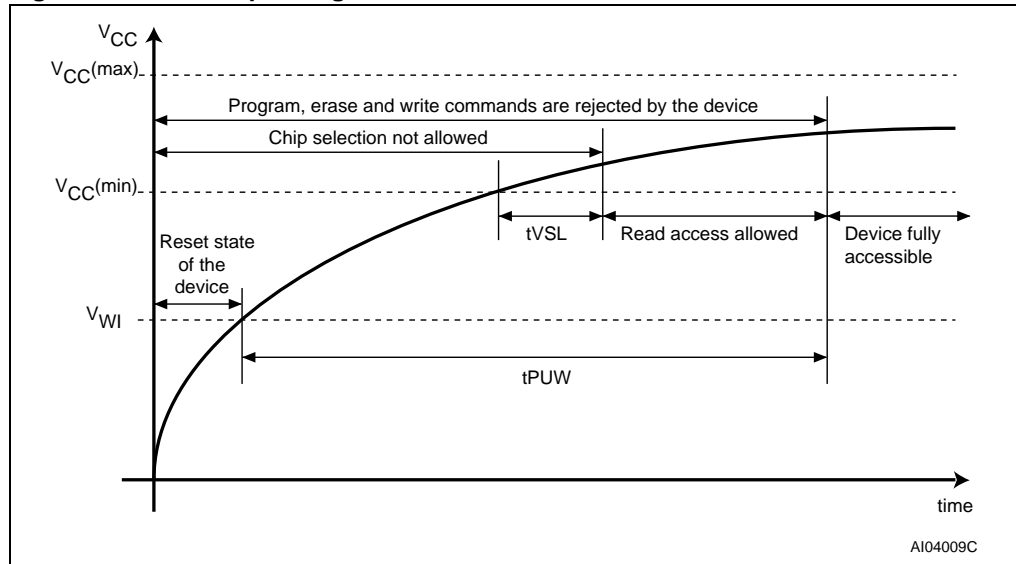 VCC
VCC(max)
Program, erase and write commands are rejected by the device
Chip selection not allowed
VCC(min)
tVSL
Read access allowed
Device fully
accessible
Reset state
of the
device
VWI
tPUW
time
AI04009C